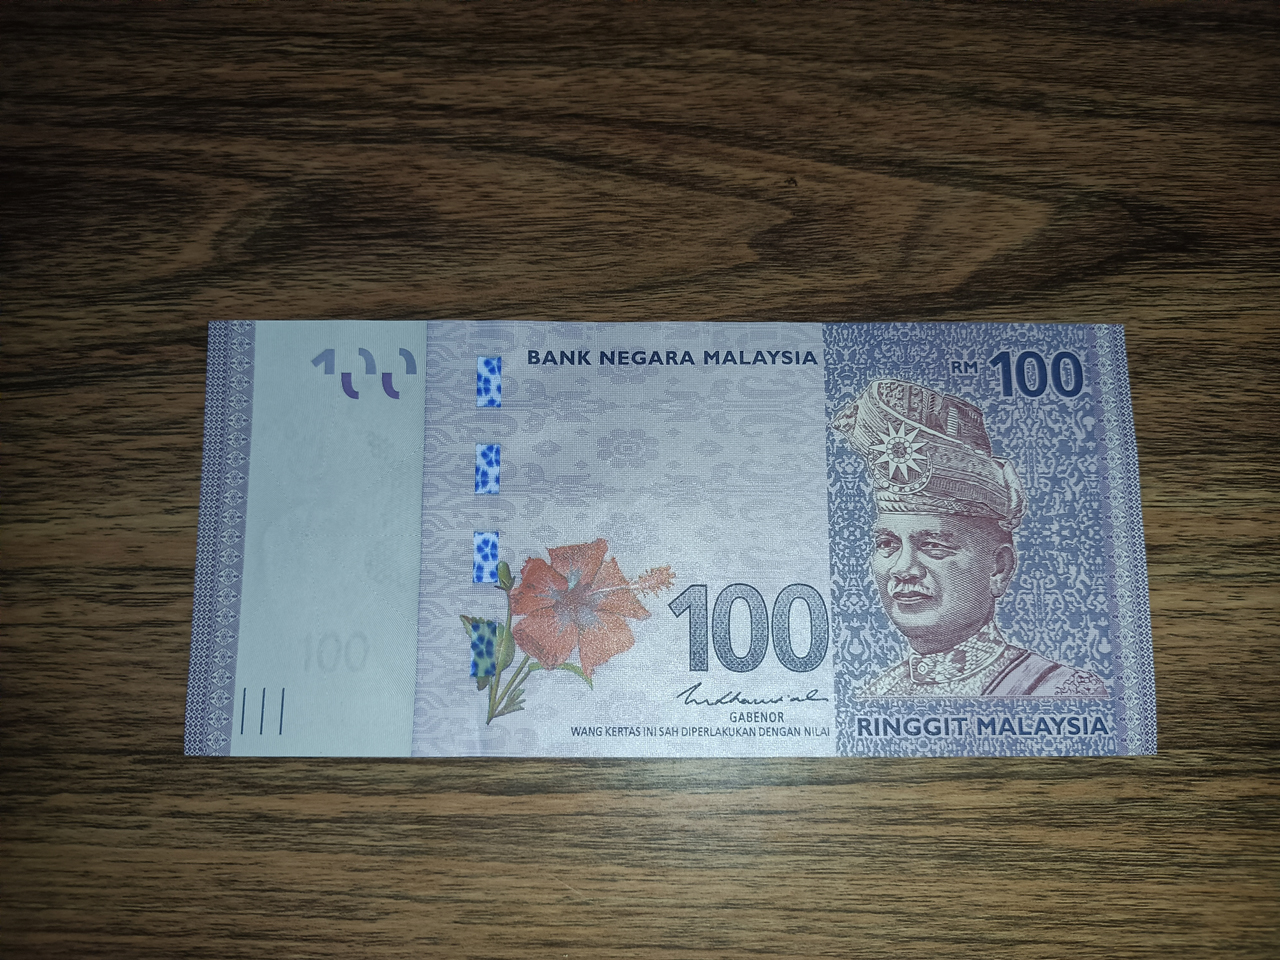 BANK NEGARA MALAYSIA
RM 100
100
100
100
GABENOR
WANG KERTAS INI SAH DIPERLAKUKAN DENGAN NILAI
RINGGIT MALAYSIA